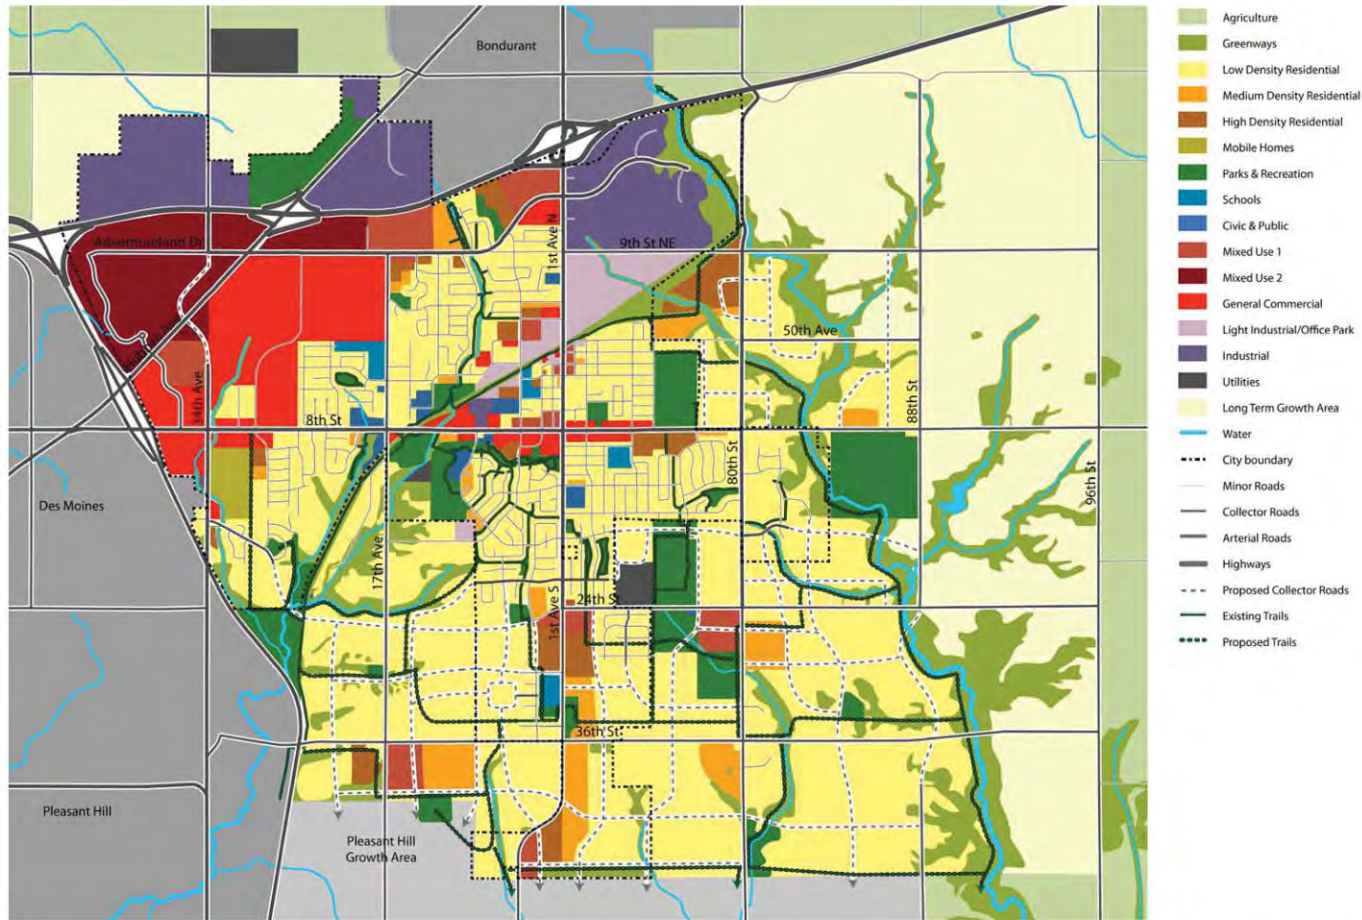 Bondurant
Adventureland Dr
1st Ave N
9th St NE
50th Ave
34th Ave
8th St
88th St
80th St
96th St
Des Moines
17th Ave
24th St
1st Ave S
36th St
Pleasant Hill
Pleasant Hill
Growth Area
Agriculture
Greenways
Low Density Residential
Medium Density Residential
High Density Residential
Mobile Homes
Parks & Recreation
Schools
Civic & Public
Mixed Use 1
Mixed Use 2
General Commercial
Light Industrial/Office Park
Industrial
Utilities
Long Term Growth Area
Water
City boundary
Minor Roads
Collector Roads
Arterial Roads
Highways
Proposed Collector Roads
Existing Trails
Proposed Trails